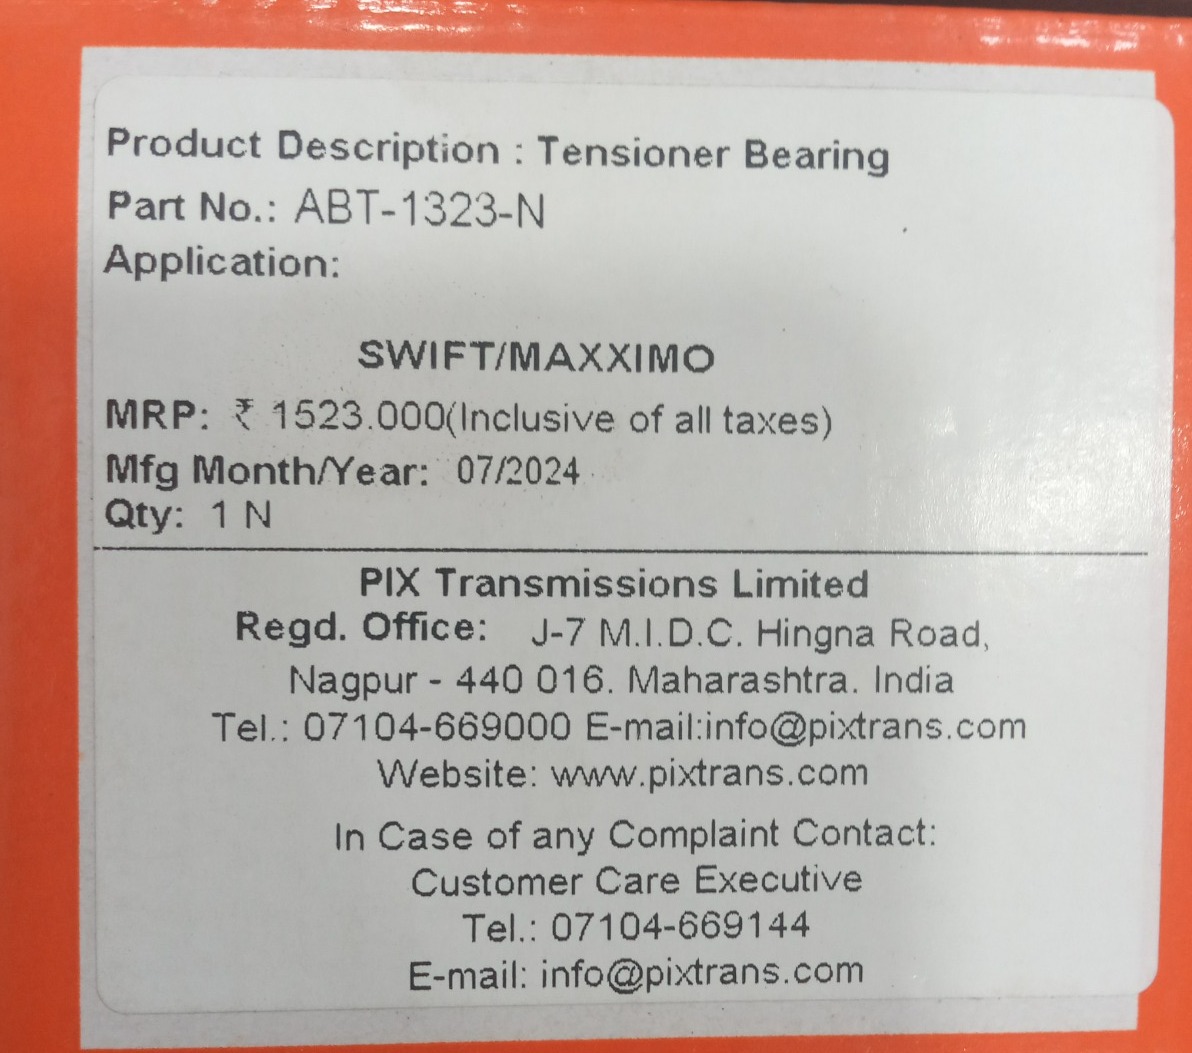 Product Description : Tensioner Bearing
Part No.: ABT-1323-N
Application:
SWIFT/MAXXIMO
MRP: ₹ 1523.000(Inclusive of all taxes)
Mfg Month/Year: 07/2024
Qty: 1 N
PIX Transmissions Limited
Regd. Office: J-7 M.I.D.C. Hingna Road,
Nagpur - 440 016. Maharashtra. India
Tel.: 07104-669000 E-mail:info@pixtrans.com
Website: www.pixtrans.com
In Case of any Complaint Contact:
Customer Care Executive
Tel.: 07104-669144
E-mail: info@pixtrans.com